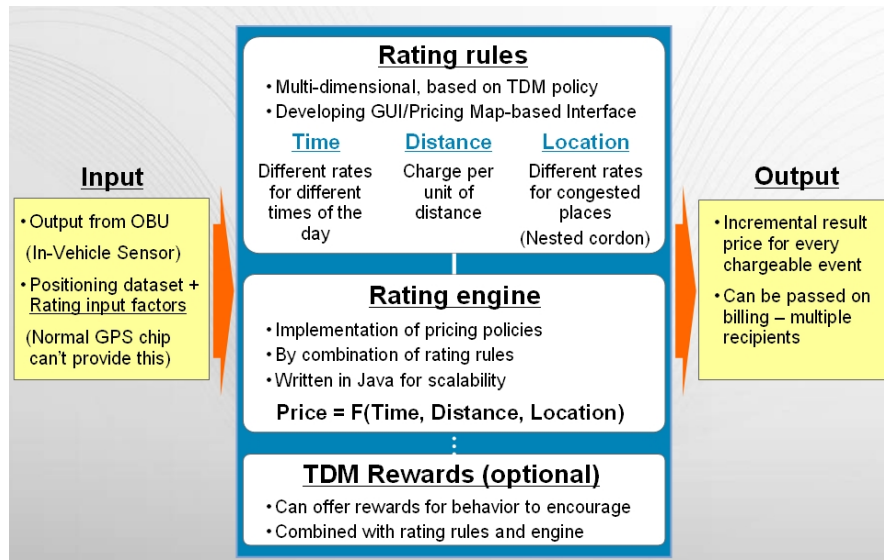 Input
• Output from OBU
(In-Vehicle Sensor)
• Positioning dataset +
Rating input factors
(Normal GPS chip
can't provide this)
Rating rules
• Multi-dimensional, based on TDM policy
• Developing GUI/Pricing Map-based Interface
Time
Different rates
for different
times of the
day
Distance
Charge per
unit of
distance
Location
Different rates
for congested
places
(Nested cordon)
Rating engine
• Implementation of pricing policies
• By combination of rating rules
• Written in Java for scalability
Price = F(Time, Distance, Location)
TDM Rewards (optional)
• Can offer rewards for behavior to encourage
• Combined with rating rules and engine
Output
• Incremental result
price for every
chargeable event
• Can be passed on
billing – multiple
recipients